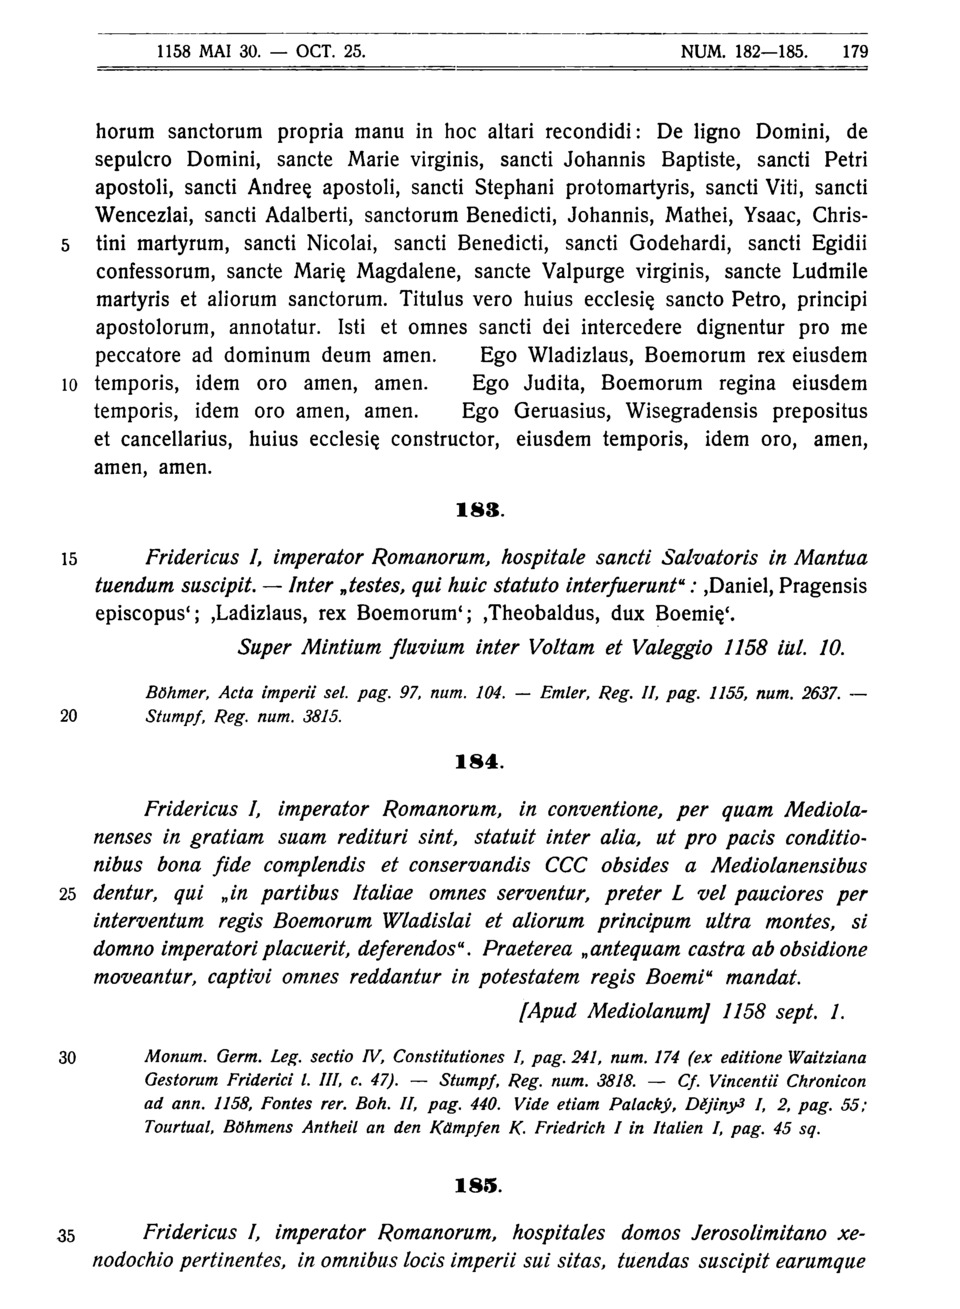 1158 MAI 30. — OCT. 25. NUM. 182—185. 179
horum sanctorum propria manu in hoc altari recondidi: De ligno Domini, de
sepulcro Domini, sancte Marie virginis, sancti Johannis Baptiste, sancti Petri
apostoli, sancti Andreę apostoli, sancti Stephani protomartyris, sancti Viti, sancti
Wencezlai, sancti Adalberti, sanctorum Benedicti, Johannis, Mathei, Ysaac, Chris-
5 tini martyrum, sancti Nicolai, sancti Benedicti, sancti Godehardi, sancti Egidii
confessorum, sancte Marię Magdalene, sancte Valpurge virginis, sancte Ludmile
martyris et aliorum sanctorum. Titulus vero huius ecclesię sancto Petro, principi
apostolorum, annotatur. Isti et omnes sancti dei intercedere dignentur pro me
peccatore ad dominum deum amen. Ego Wladizlaus, Boemorum rex eiusdem
10 temporis, idem oro amen, amen. Ego Judita, Boemorum regina eiusdem
temporis, idem oro amen, amen. Ego Geruasius, Wisegradensis prepositus
et cancellarius, huius ecclesię constructor, eiusdem temporis, idem oro, amen,
amen, amen.
183.
15 Fridericus I, imperator Romanorum, hospitale sancti Salvatoris in Mantua
tuendum suscipit. — Inter „testes, qui huic statuto interfuerunt“: ‚Daniel, Pragensis
episcopus‘; ‚Ladizlaus, rex Boemorum‘; ‚Theobaldus, dux Boemię‘.
Super Mintium fluvium inter Voltam et Valeggio 1158 iul. 10.
Böhmer, Acta imperii sel. pag. 97, num. 104. — Emler, Reg. II, pag. 1155, num. 2637. —
20 Stumpf, Reg. num. 3815.
184.
Fridericus I, imperator Romanorum, in conventione, per quam Mediola-
nenses in gratiam suam redituri sint, statuit inter alia, ut pro pacis conditio-
nibus bona fide complendis et conservandis CCC obsides a Mediolanensibus
25 dentur, qui „in partibus Italiae omnes serventur, preter L vel pauciores per
interventum regis Boemorum Wladislai et aliorum principum ultra montes, si
domno imperatori placuerit, deferendos“. Praeterea „antequam castra ab obsidione
moveantur, captivi omnes reddantur in potestatem regis Boemi“ mandat.
[Apud Mediolanum] 1158 sept. 1.
30 Monum. Germ. Leg. sectio IV, Constitutiones I, pag. 241, num. 174 (ex editione Waitziana
Gestorum Friderici l. III, c. 47). — Stumpf, Reg. num. 3818. — Cf. Vincentii Chronicon
ad ann. 1158, Fontes rer. Boh. II, pag. 440. Vide etiam Palacký, Dějiny³ I, 2, pag. 55;
Tourtual, Böhmens Antheil an den Kämpfen K. Friedrich I in Italien I, pag. 45 sq.
185.
35 Fridericus I, imperator Romanorum, hospitales domos Jerosolimitano xe-
nodochio pertinentes, in omnibus locis imperii sui sitas, tuendas suscipit earumque